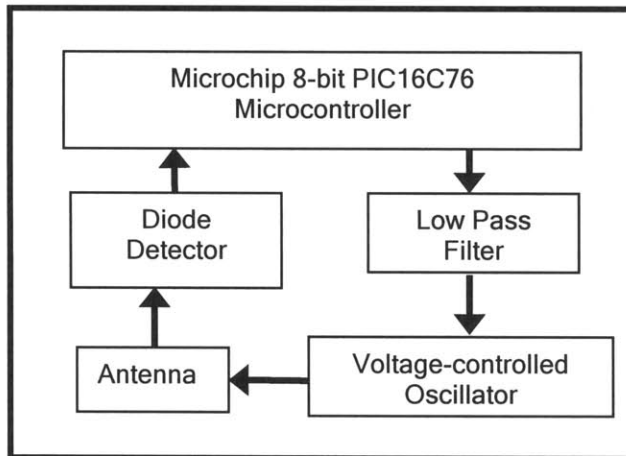 Microchip 8-bit PIC16C76
Microcontroller
Diode
Detector
Low Pass
Filter
Antenna
Voltage-controlled
Oscillator